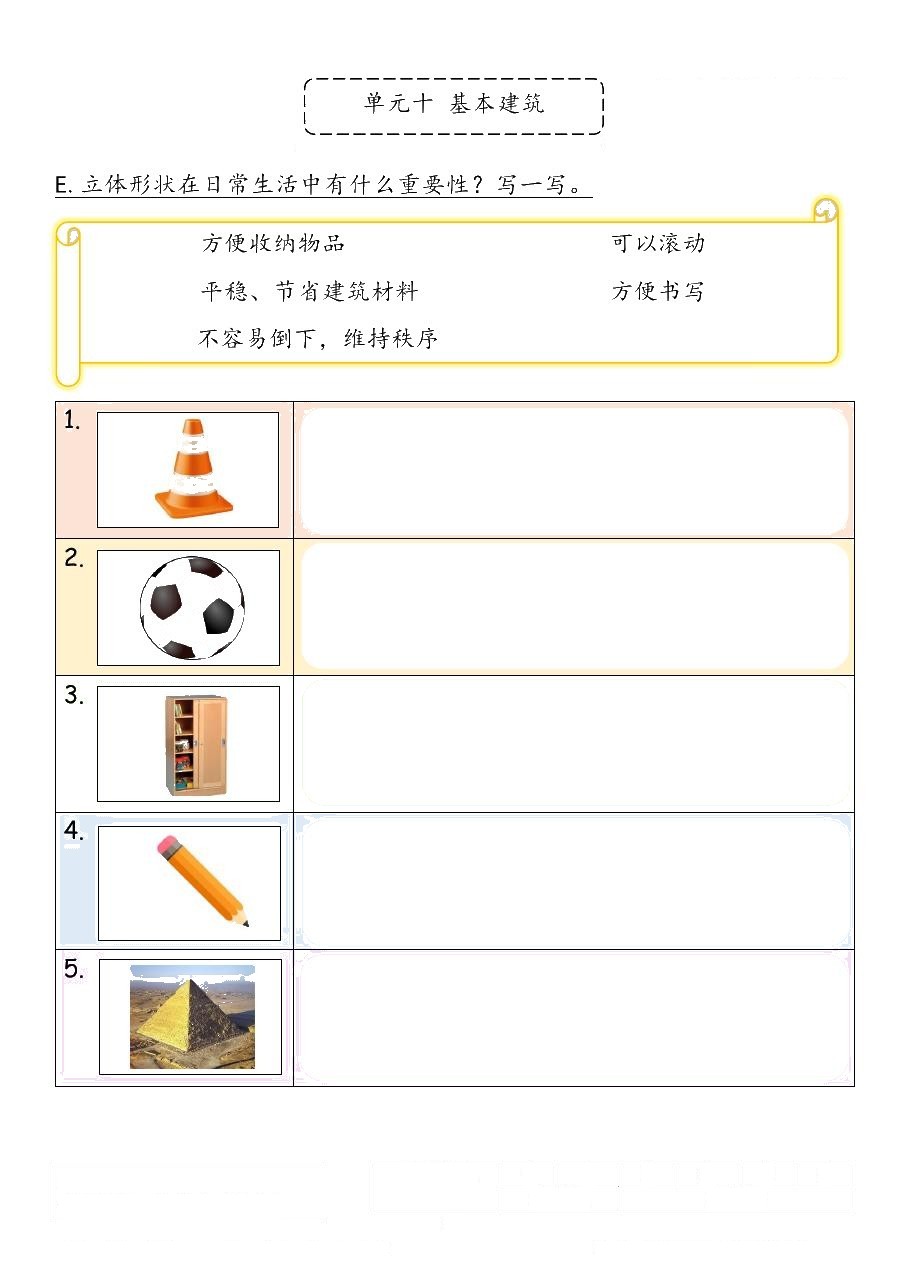 单元十 基本建筑
E. 立体形状在日常生活中有什么重要性？写一写。
方便收纳物品 可以滚动
平稳、节省建筑材料 方便书写
不容易倒下，维持秩序
1.
2.
3.
4.
5.